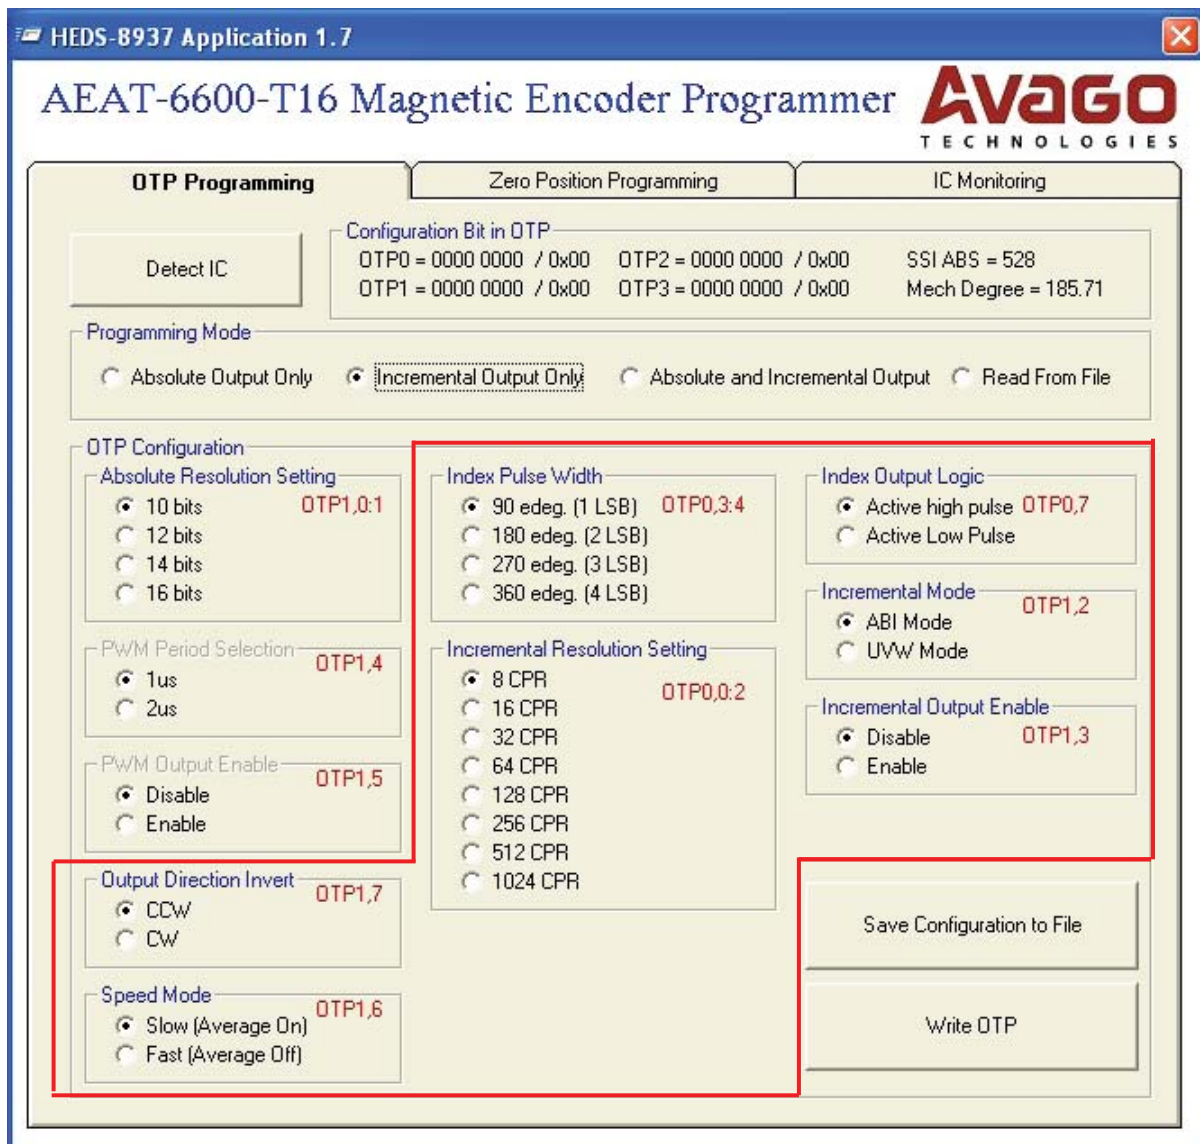 HEDS-8937 Application 1.7
AEAT-6600-T16 Magnetic Encoder Programmer
AVAGO
TECHNOLOGIES
OTP Programming
Zero Position Programming
IC Monitoring
Detect IC
Configuration Bit in OTP
OTP0 = 0000 0000 / 0x00 OTP2 = 0000 0000 / 0x00 SSI ABS = 528
OTP1 = 0000 0000 / 0x00 OTP3 = 0000 0000 / 0x00 Mech Degree = 185.71
Programming Mode
Absolute Output Only
Incremental Output Only
Absolute and Incremental Output
Read From File
OTP Configuration
Absolute Resolution Setting
10 bits OTP1,0:1
12 bits
14 bits
16 bits
PWM Period Selection
OTP1,4
1us
2us
PWM Output Enable
OTP1,5
Disable
Enable
Output Direction Invert
OTP1,7
CCW
CW
Speed Mode
OTP1,6
Slow (Average On)
Fast (Average Off)
Index Pulse Width
90 edeg. (1 LSB) OTP0,3:4
180 edeg. (2 LSB)
270 edeg. (3 LSB)
360 edeg. (4 LSB)
Incremental Resolution Setting
8 CPR
OTP0,0:2
16 CPR
32 CPR
64 CPR
128 CPR
256 CPR
512 CPR
1024 CPR
Index Output Logic
Active high pulse OTP0,7
Active Low Pulse
Incremental Mode
OTP1,2
ABI Mode
UVW Mode
Incremental Output Enable
Disable OTP1,3
Enable
Save Configuration to File
Write OTP